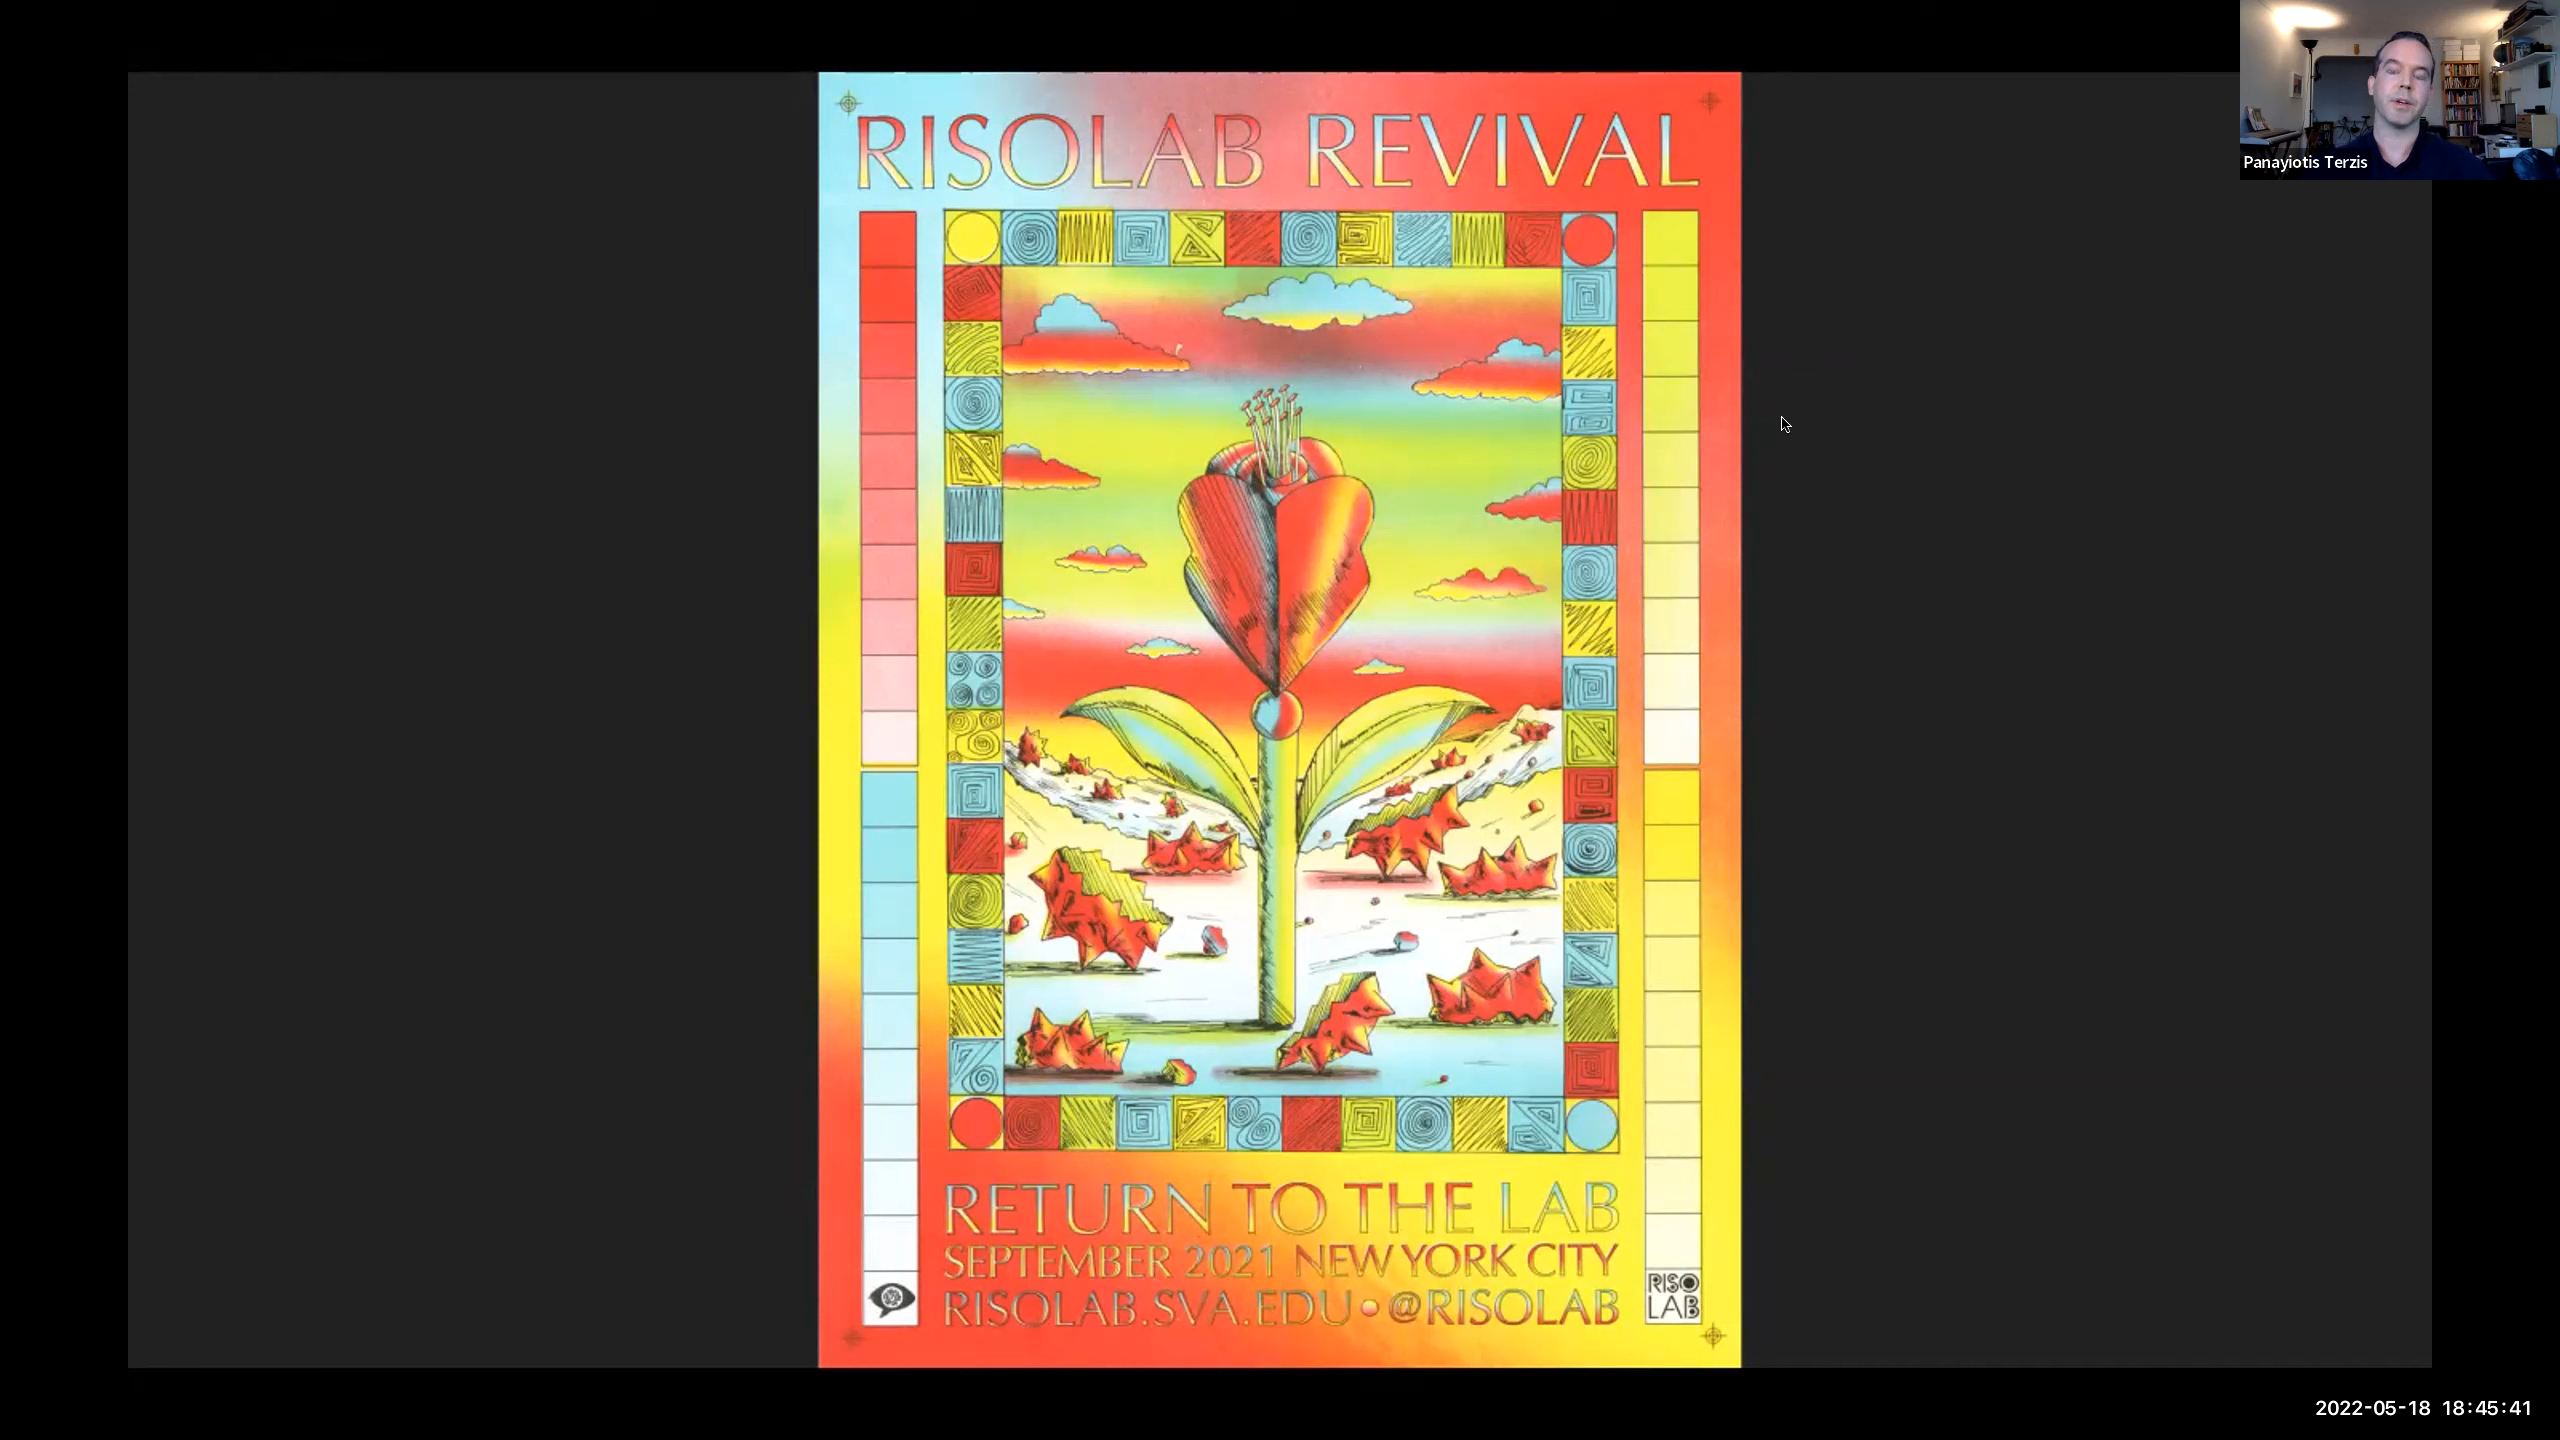 RISOLAB REVIVAL
RETURN TO THE LAB
SEPTEMBER 2021 NEW YORK CITY
RISOLAB.SVA.EDU • @RISOLAB
RISO
LAB
Panayiotis Terzis
2022-05-18 18:45:41